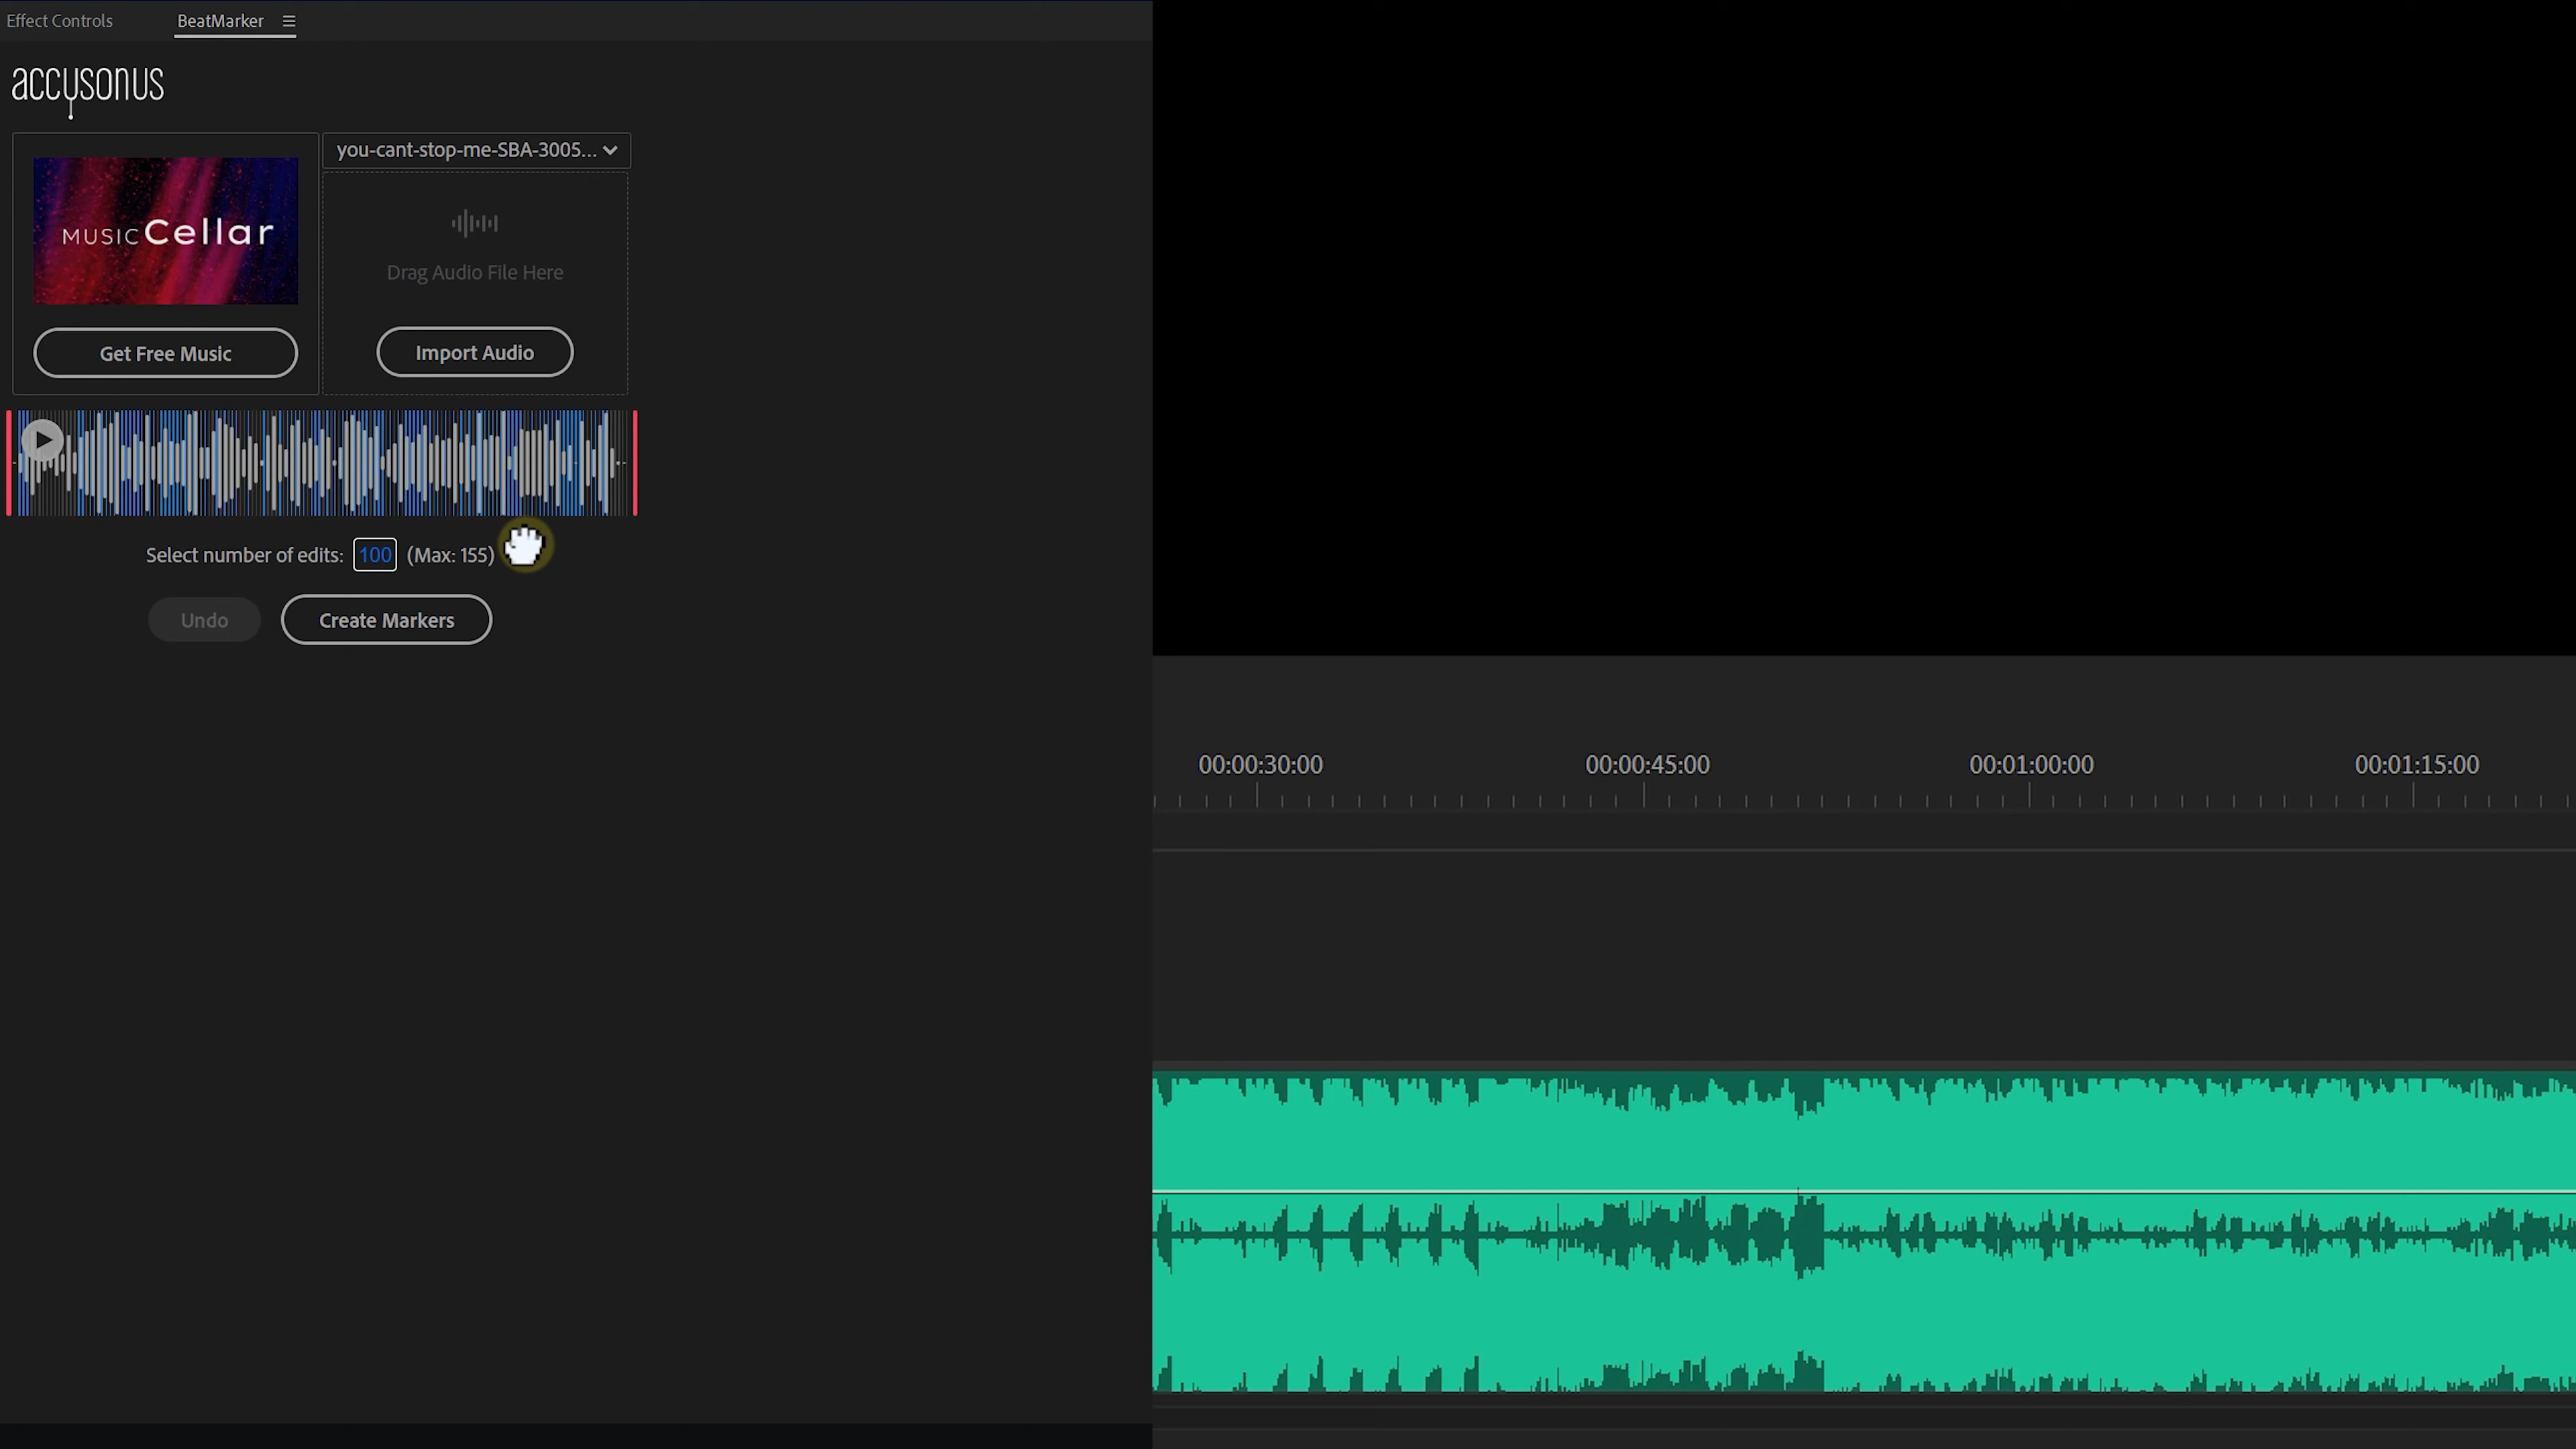 Effect Controls
BeatMarker
accusonus
you-cant-stop-me-SBA-3005...
MUSIC Cellar
Drag Audio File Here
Get Free Music
Import Audio
Select number of edits: 100 (Max: 155)
Undo
Create Markers
00:00:30:00
00:00:45:00
00:01:00:00
00:01:15:00